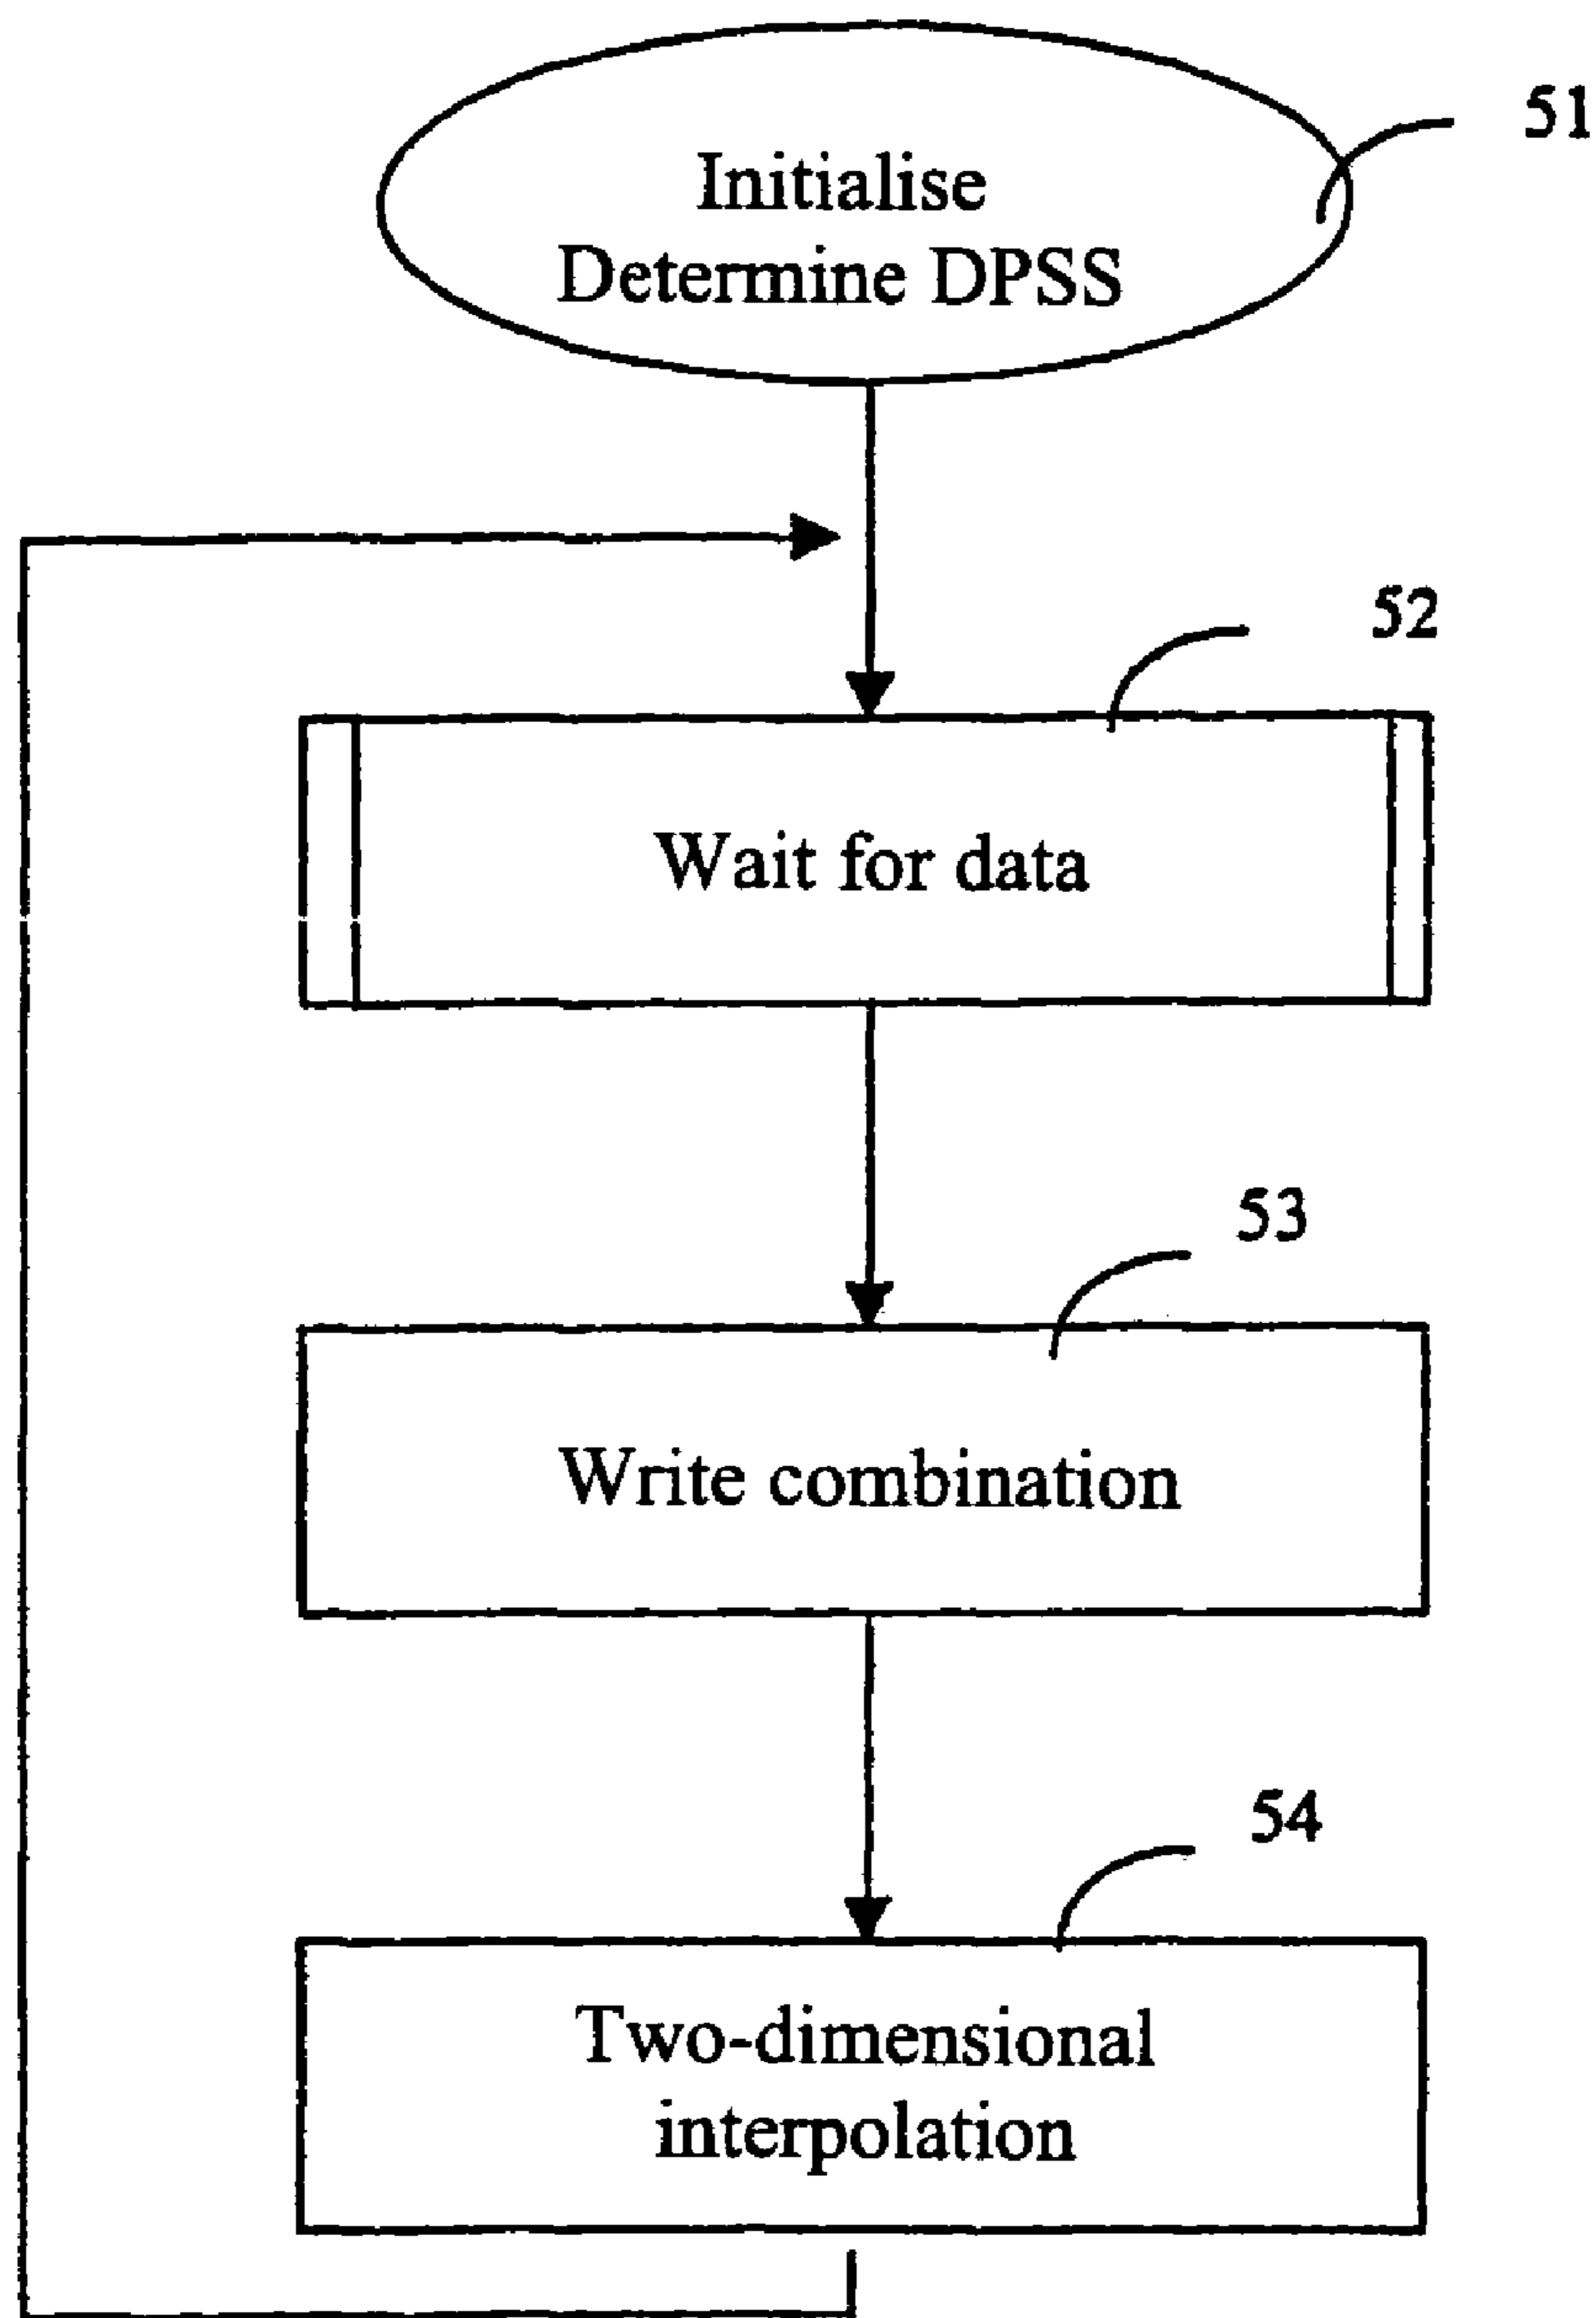 51
Initialise
Determine DPSS
52
Wait for data
53
Write combination
54
Two-dimensional
interpolation